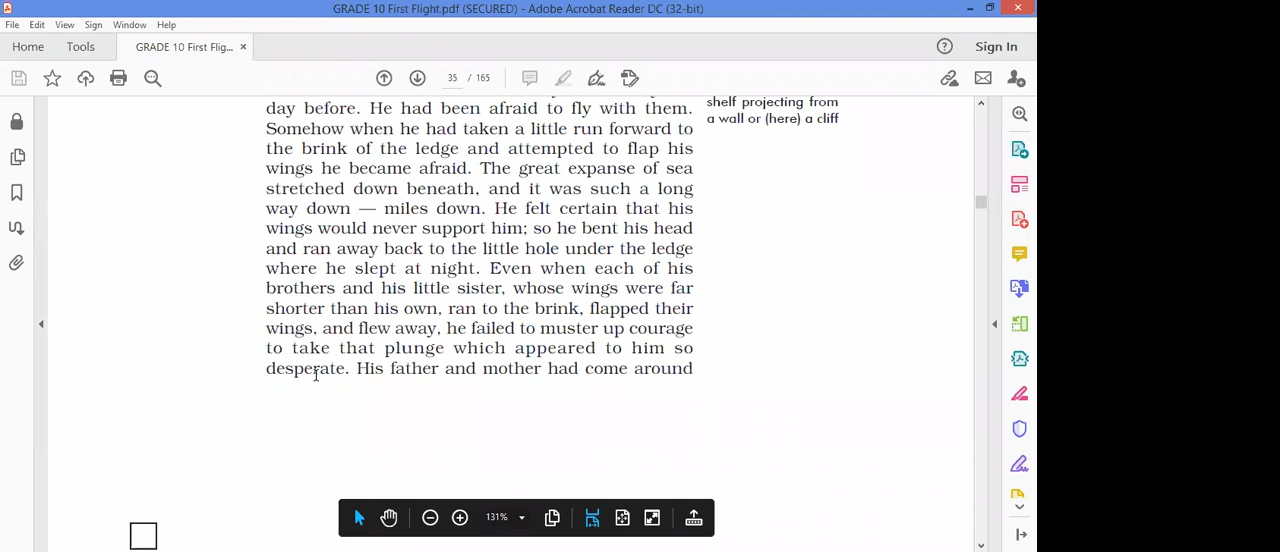 GRADE 10 First Flight.pdf (SECURED) - Adobe Acrobat Reader DC (32-bit)
File Edit View Sign Window Help
Home Tools GRADE 10 First Flig... × Sign In
35 / 165
day before. He had been afraid to fly with them.
Somehow when he had taken a little run forward to
the brink of the ledge and attempted to flap his
wings he became afraid. The great expanse of sea
stretched down beneath, and it was such a long
way down — miles down. He felt certain that his
wings would never support him; so he bent his head
and ran away back to the little hole under the ledge
where he slept at night. Even when each of his
brothers and his little sister, whose wings were far
shorter than his own, ran to the brink, flapped their
wings, and flew away, he failed to muster up courage
to take that plunge which appeared to him so
desperate. His father and mother had come around
shelf projecting from
a wall or (here) a cliff
131%